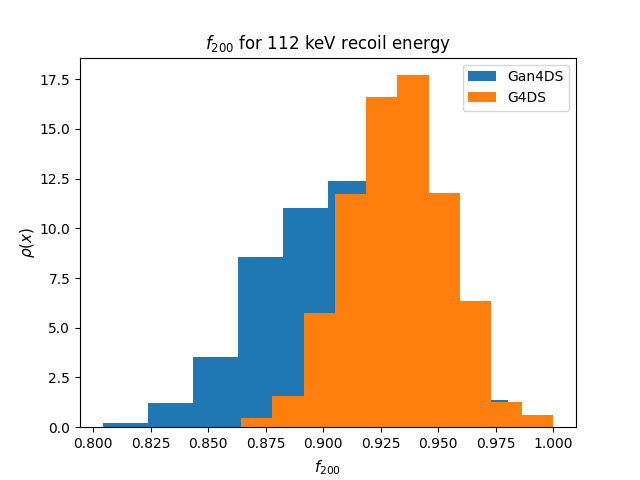 f₂₀₀ for 112 keV recoil energy
Gan4DS
G4DS
ρ(x)
17.5
15.0
12.5
10.0
7.5
5.0
2.5
0.0
0.800 0.825 0.850 0.875 0.900 0.925 0.950 0.975 1.000
f₂₀₀